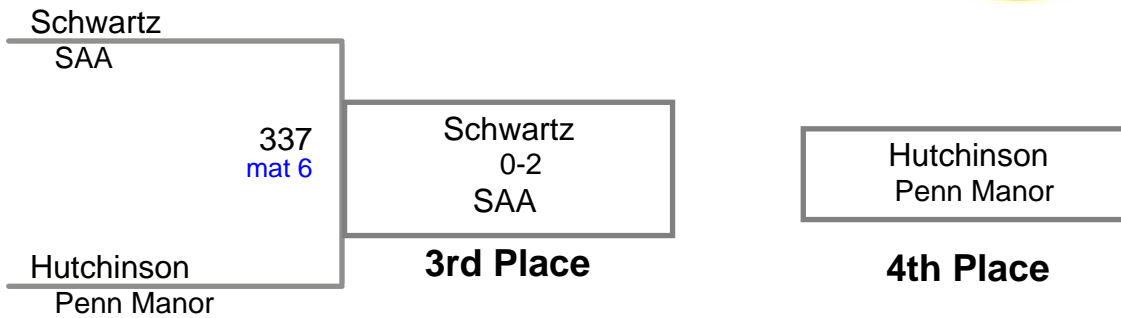 Schwartz
SAA
337
mat 6
Hutchinson
Penn Manor
Schwartz
0-2
SAA
3rd Place
Hutchinson
Penn Manor
4th Place